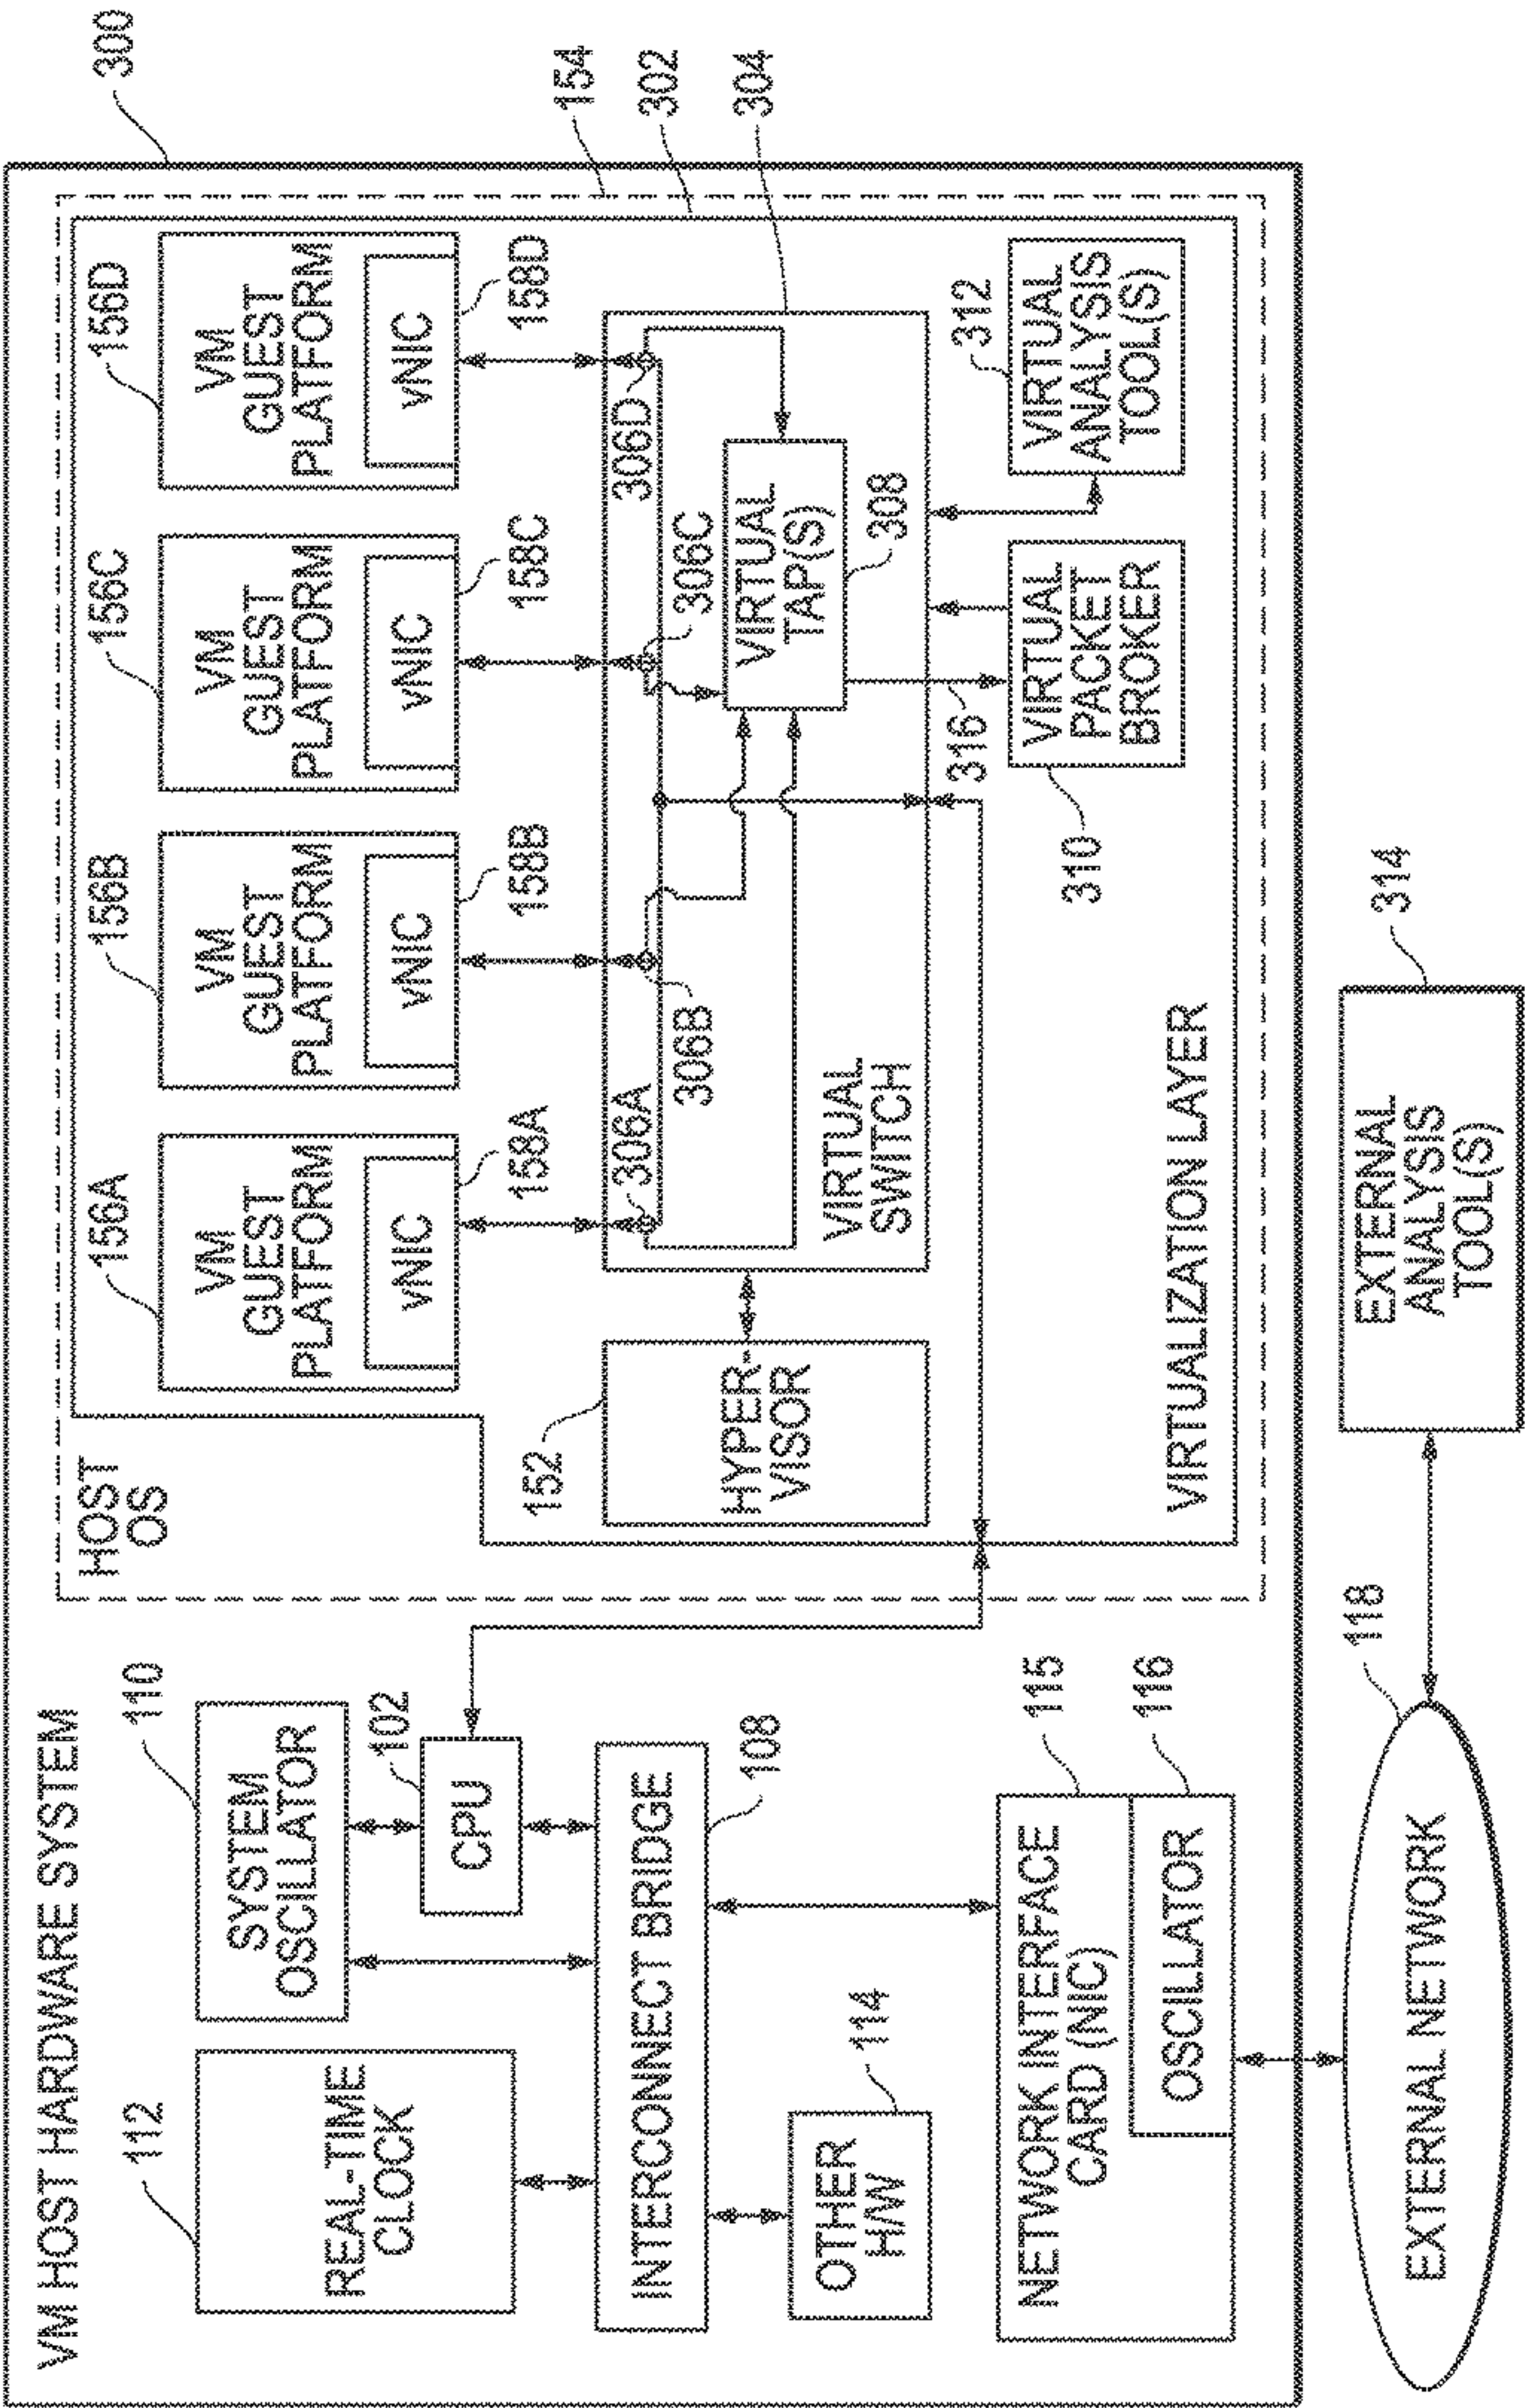 VM HOST HARDWARE SYSTEM
300
112
REAL-TIME
CLOCK
110
SYSTEM
OSCILLATOR
102
CPU
INTERCONNECT BRIDGE
108
OTHER
H/W
114
NETWORK INTERFACE
CARD (NIC)
115
OSCILLATOR
116
HOST
OS
154
302
304
156A
VM
GUEST
PLATFORM
vNIC
158A
156B
VM
GUEST
PLATFORM
vNIC
158B
156C
VM
GUEST
PLATFORM
vNIC
158C
156D
VM
GUEST
PLATFORM
vNIC
158D
152
HYPER-
VISOR
306A
306B
306C
306D
VIRTUAL
TAP(S)
308
VIRTUAL
SWITCH
316
310
VIRTUAL
PACKET
BROKER
312
VIRTUAL
ANALYSIS
TOOL(S)
VIRTUALIZATION LAYER
EXTERNAL NETWORK
118
EXTERNAL
ANALYSIS
TOOL(S)
314